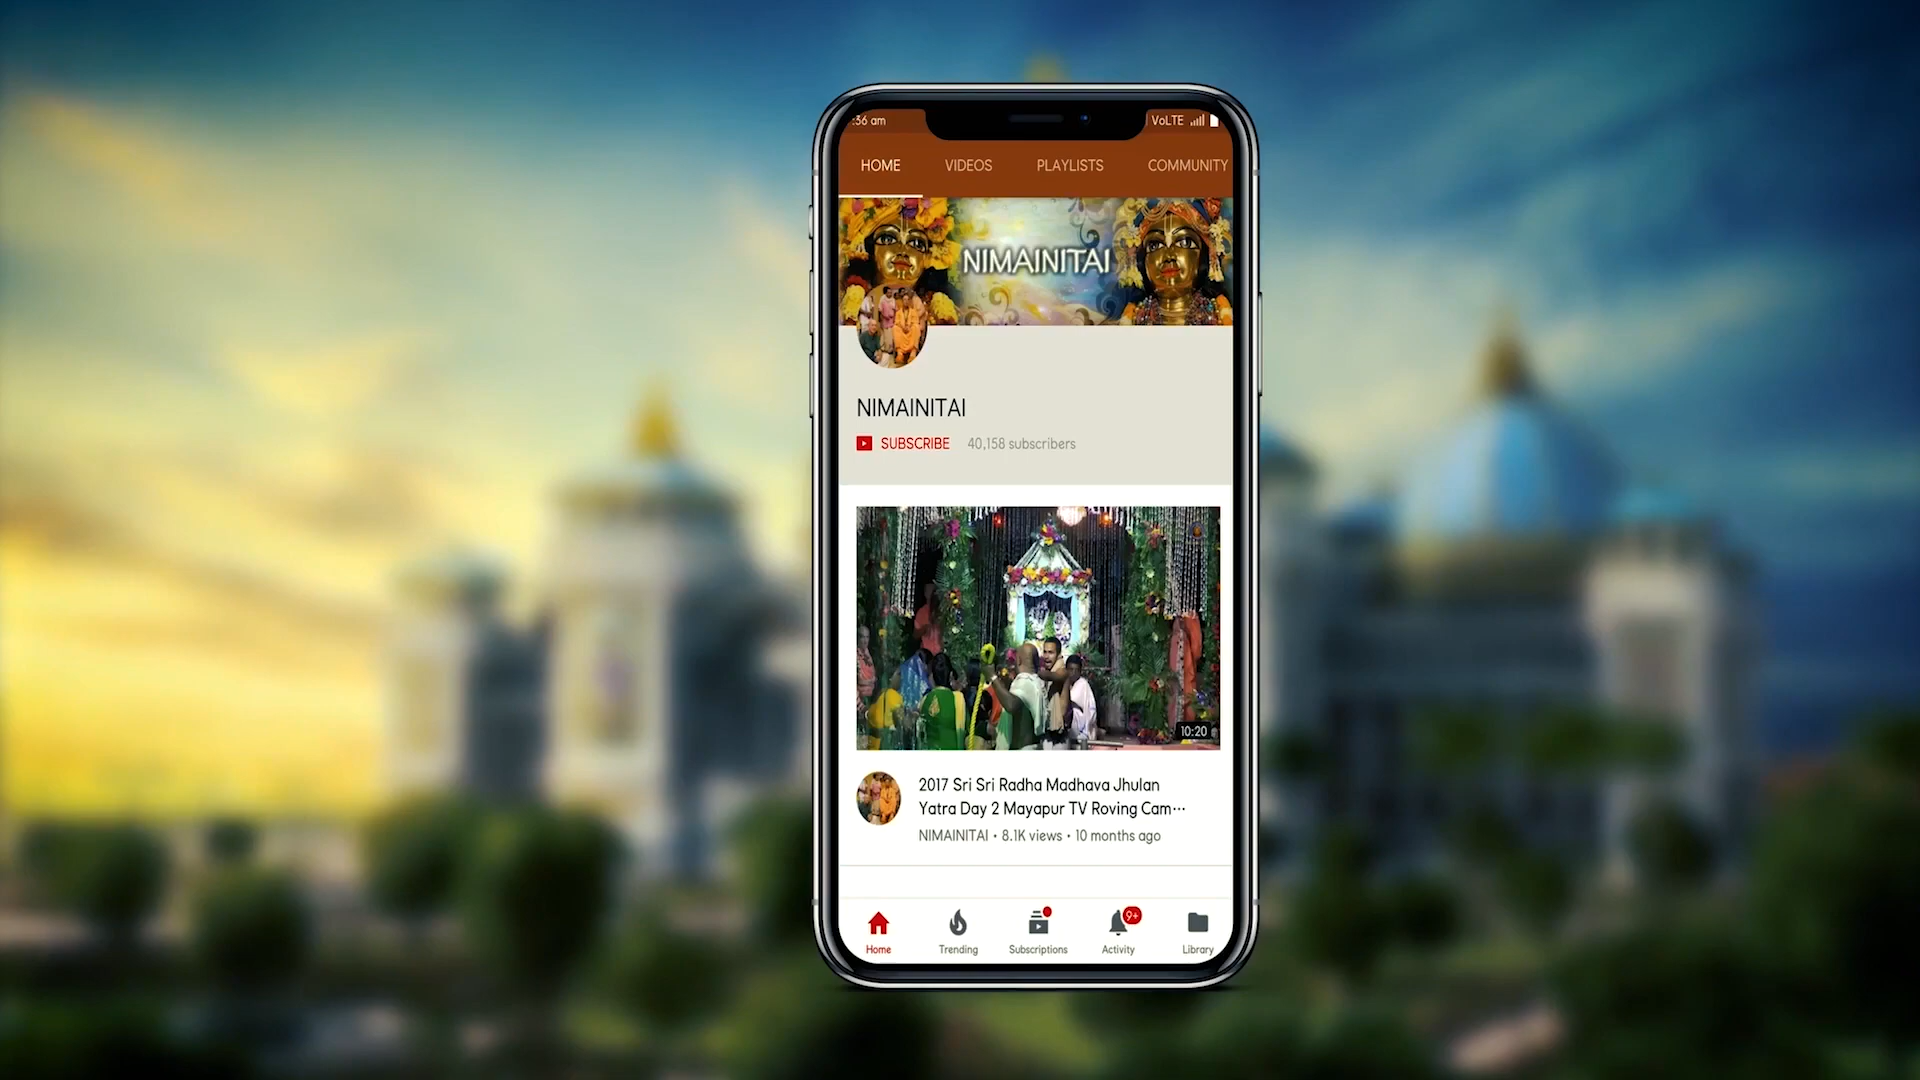 :36 am
VoLTE
HOME
VIDEOS
PLAYLISTS
COMMUNITY
NIMAINITAI
NIMAINITAI
SUBSCRIBE
40,158 subscribers
10:20
2017 Sri Sri Radha Madhava Jhulan
Yatra Day 2 Mayapur TV Roving Cam···
NIMAINITAI • 8.1K views • 10 months ago
9+
Home
Trending
Subscriptions
Activity
Library